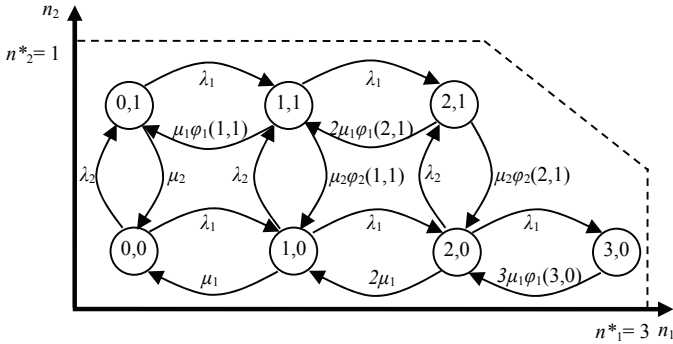 n₂
n*₂= 1
λ₁ λ₁
0,1 1,1 2,1
μ₁φ₁(1,1) 2μ₁φ₁(2,1)
λ₂ μ₂ λ₂ μ₂φ₂(1,1) λ₂ μ₂φ₂(2,1)
λ₁ λ₁ λ₁
0,0 1,0 2,0 3,0
μ₁ 2μ₁ 3μ₁φ₁(3,0)
n*₁= 3 n₁